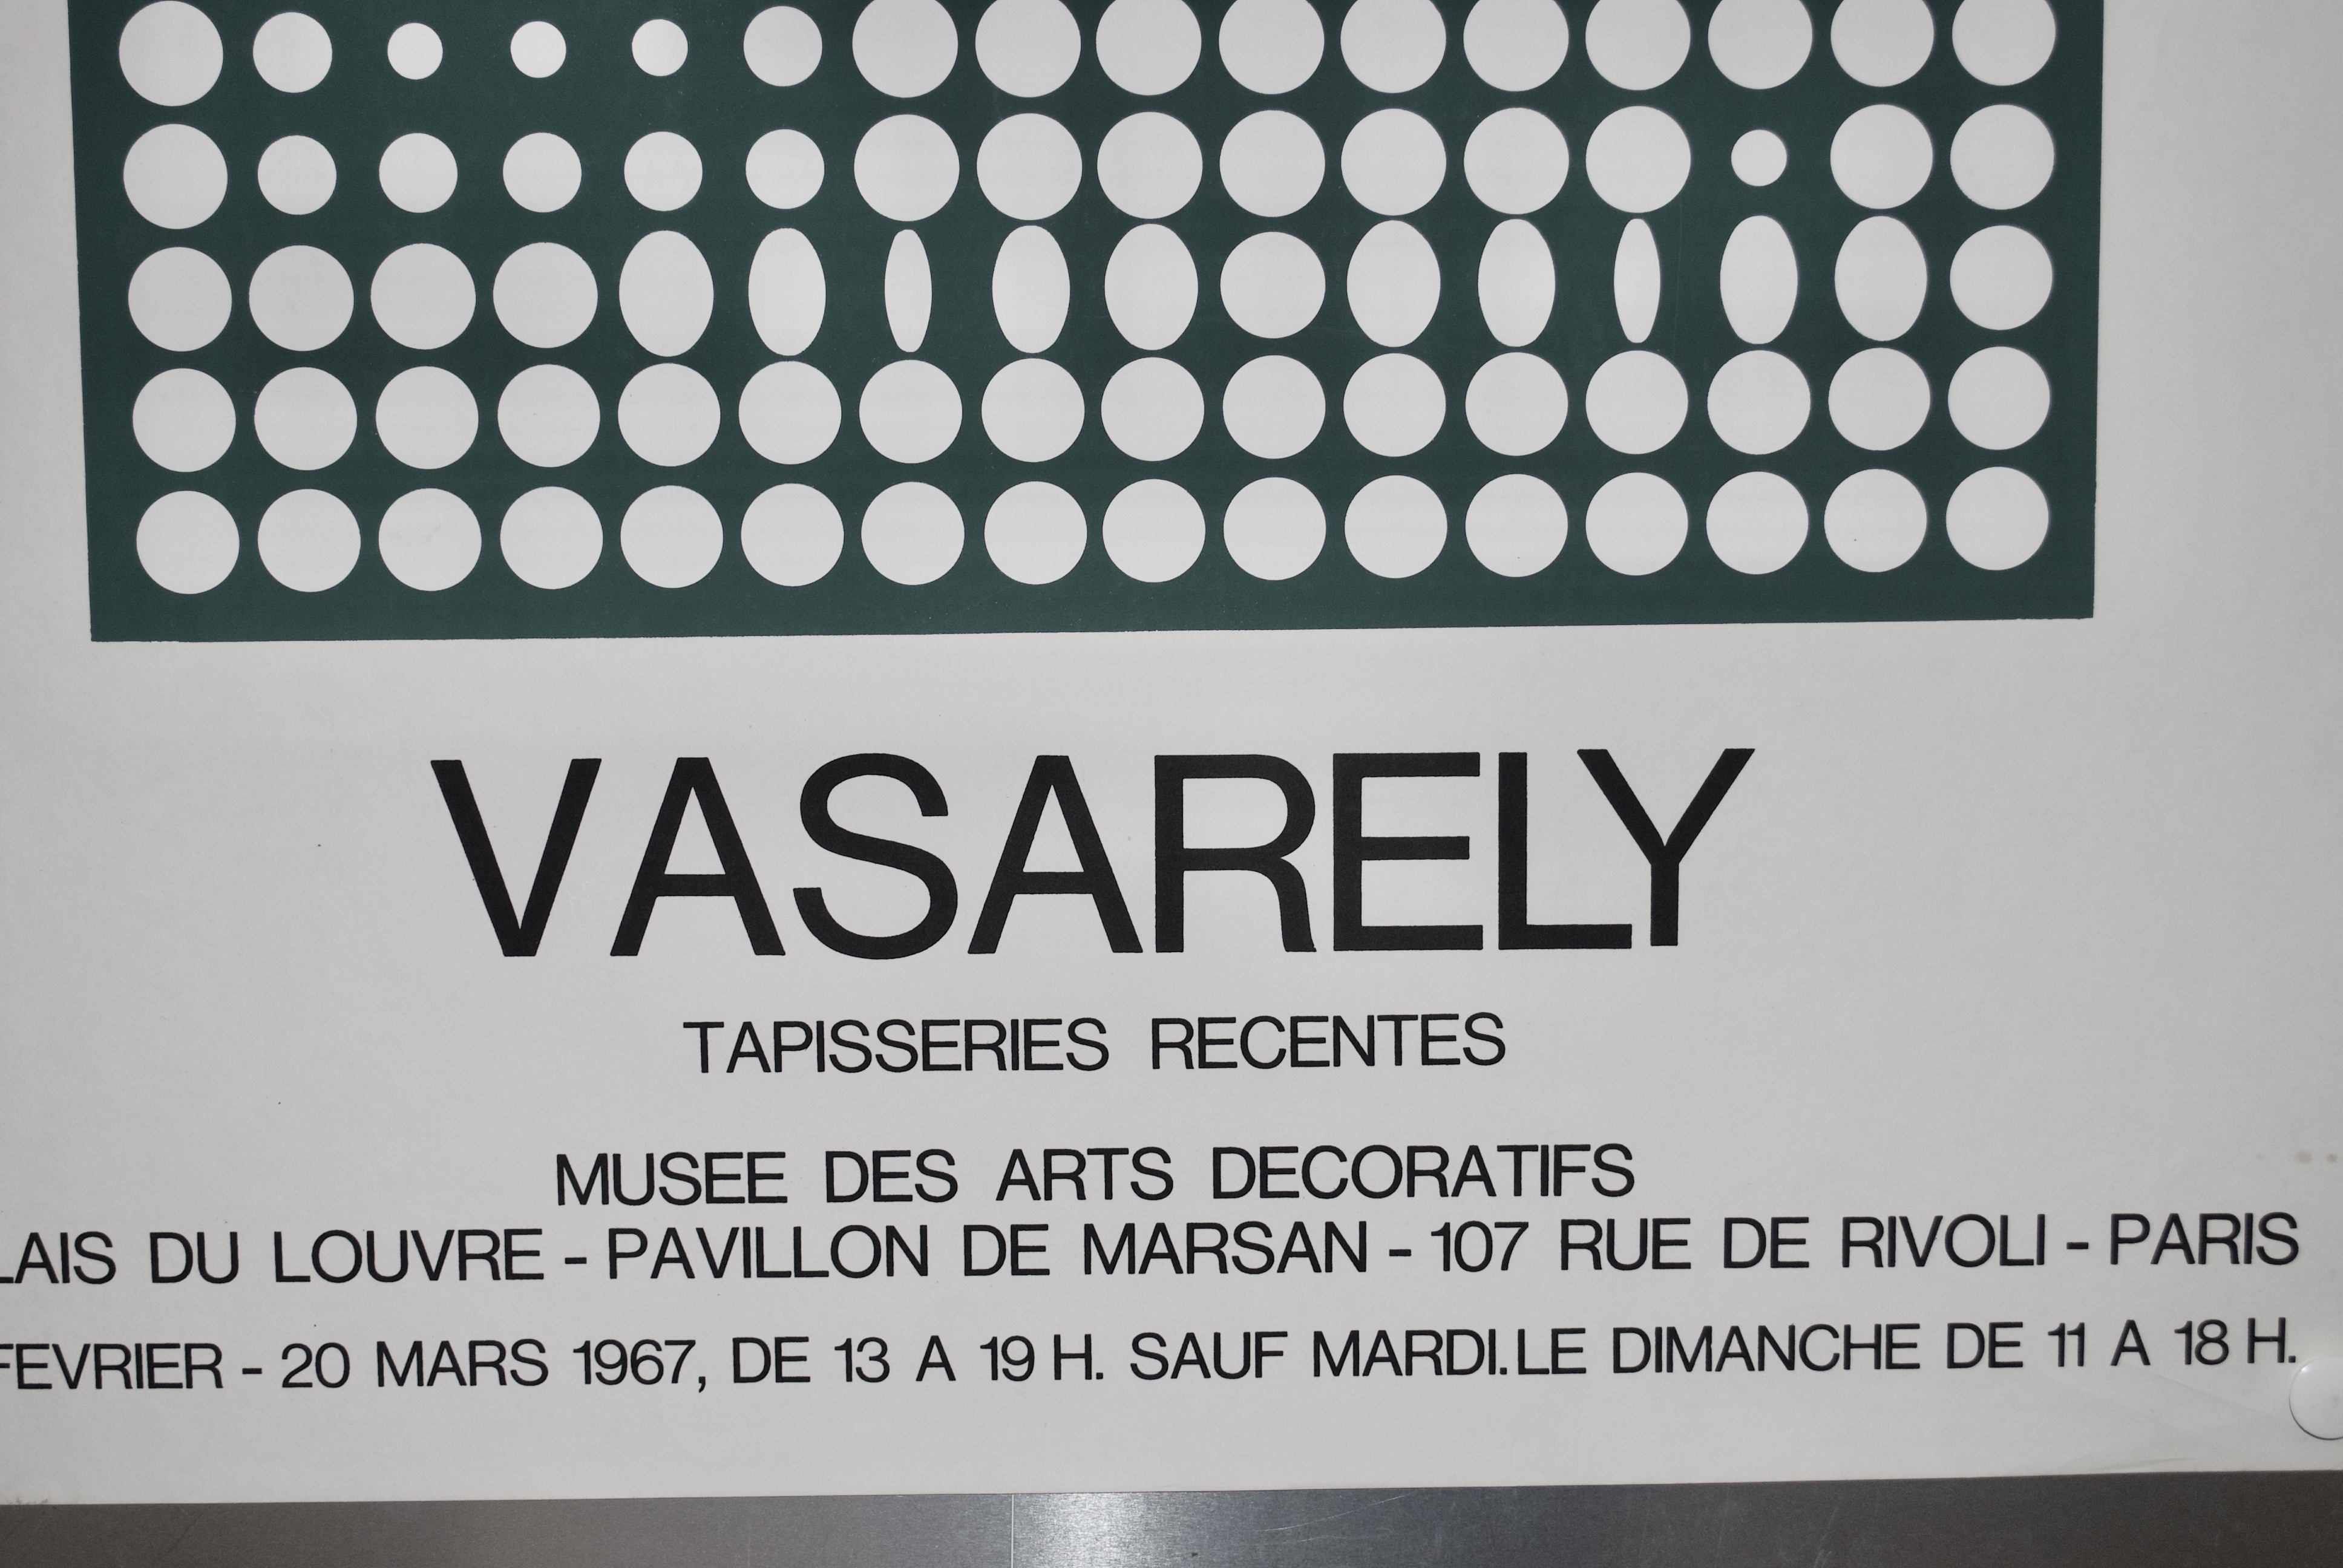 VASARELY
TAPISSERIES RECENTES
MUSEE DES ARTS DECORATIFS
LAIS DU LOUVRE - PAVILLON DE MARSAN - 107 RUE DE RIVOLI - PARIS
FEVRIER - 20 MARS 1967, DE 13 A 19 H. SAUF MARDI. LE DIMANCHE DE 11 A 18 H.